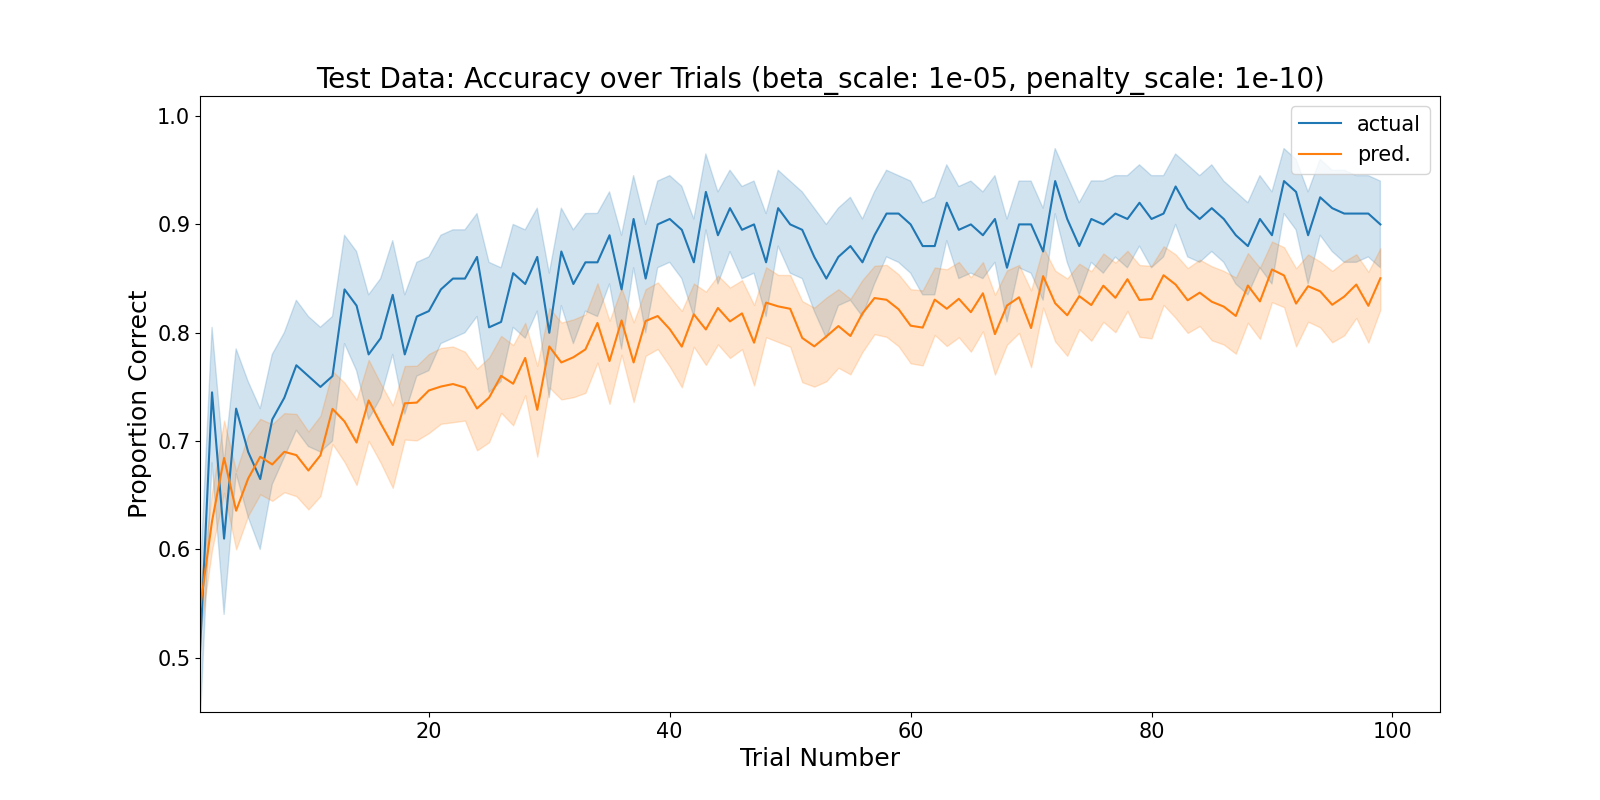 Test Data: Accuracy over Trials (beta_scale: 1e-05, penalty_scale: 1e-10)
1.0
actual
pred.
0.9
0.8
0.7
0.6
0.5
Proportion Correct
20
40
60
80
100
Trial Number